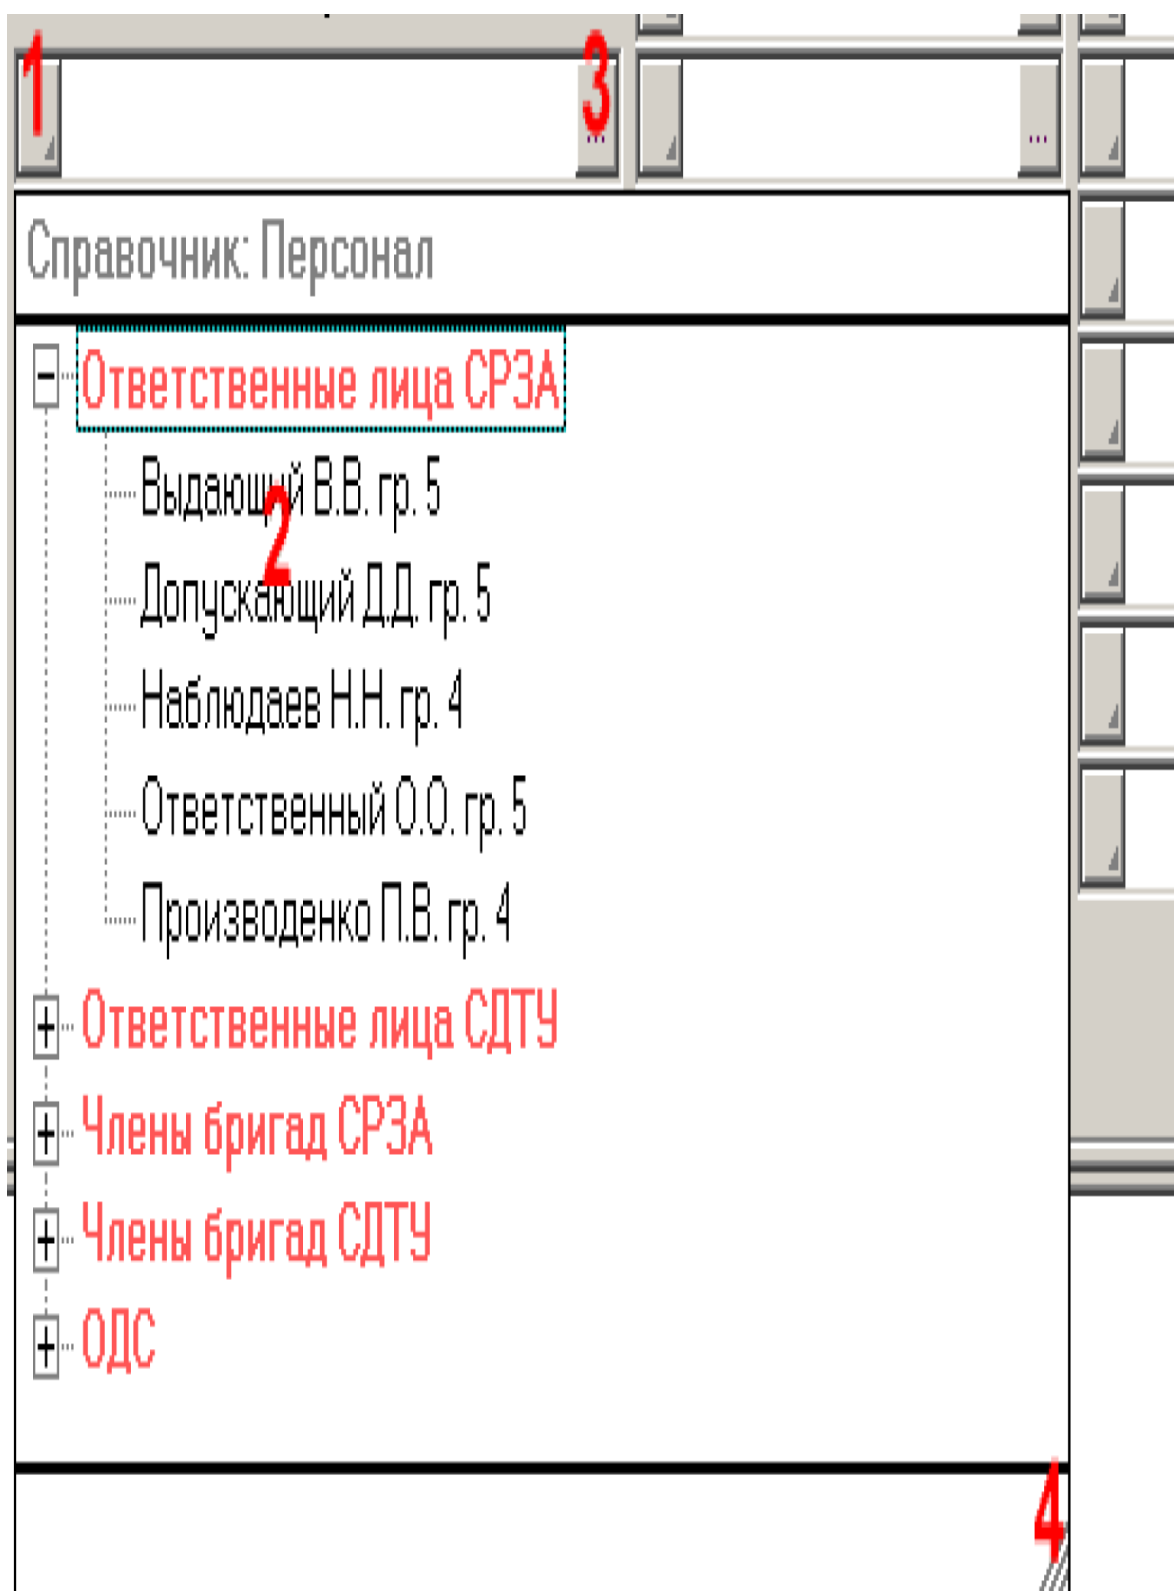 1 3
... ...
Справочник: Персонал
Ответственные лица СРЗА
Выдающий В.В. гр. 5
2
Допускающий Д.Д. гр. 5
Наблюдаев Н.Н. гр. 4
Ответственный О.О. гр. 5
Производенко П.В. гр. 4
Ответственные лица СДТУ
Члены бригад СРЗА
Члены бригад СДТУ
ОДС
4